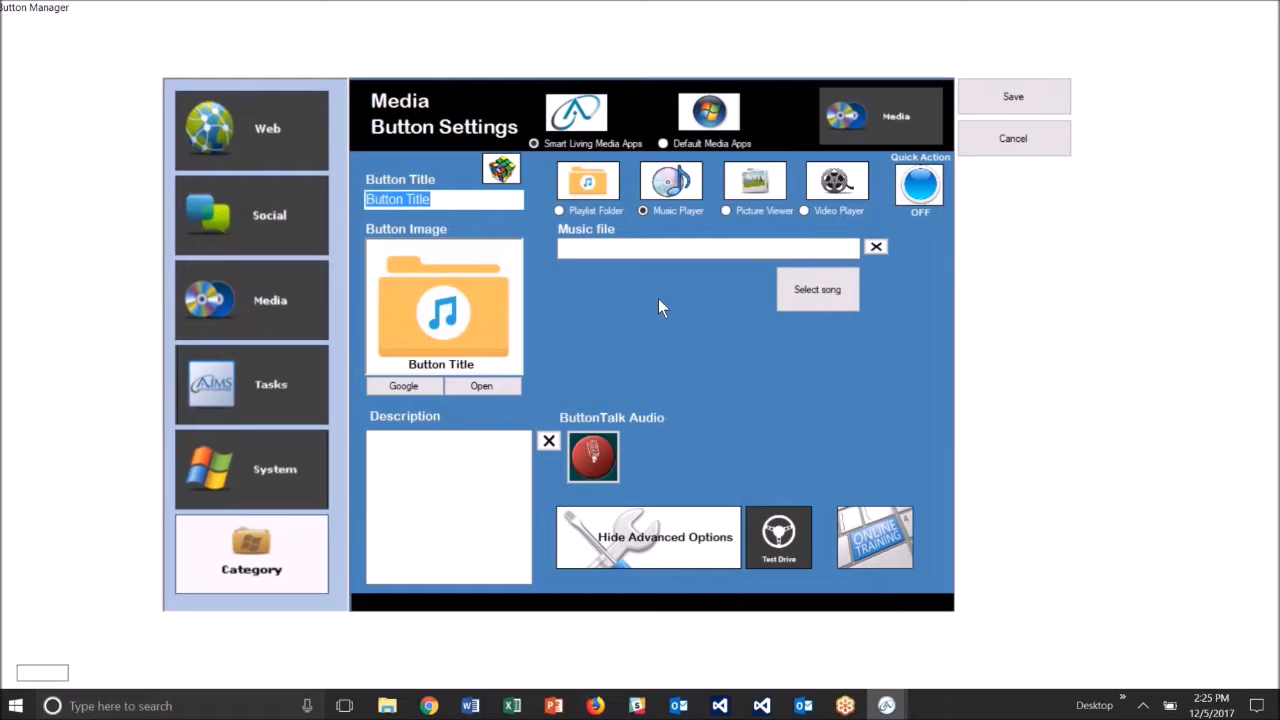 Button Manager
Web
Social
Media
AIMS
Tasks
System
Category
Media
Button Settings
Smart Living Media Apps
Default Media Apps
Media
Save
Cancel
Button Title
Button Title
Playlist Folder
Music Player
Picture Viewer
Video Player
Quick Action
OFF
Button Image
Music file
X
Select song
Button Title
Google
Open
Description
X
ButtonTalk Audio
Hide Advanced Options
Test Drive
ONLINE
TRAINING
Type here to search
Desktop
2:25 PM
12/5/2017